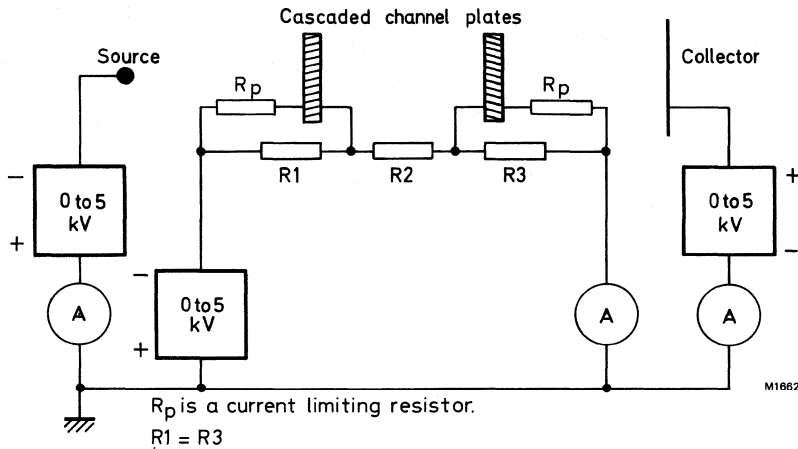 Cascaded channel plates
Source
Collector
Rp
Rp
R1
R2
R3
−
0 to 5
kV
+
A
−
0 to 5
kV
+
A
+
0 to 5
kV
−
A
M1662
Rp is a current limiting resistor.
R1 = R3